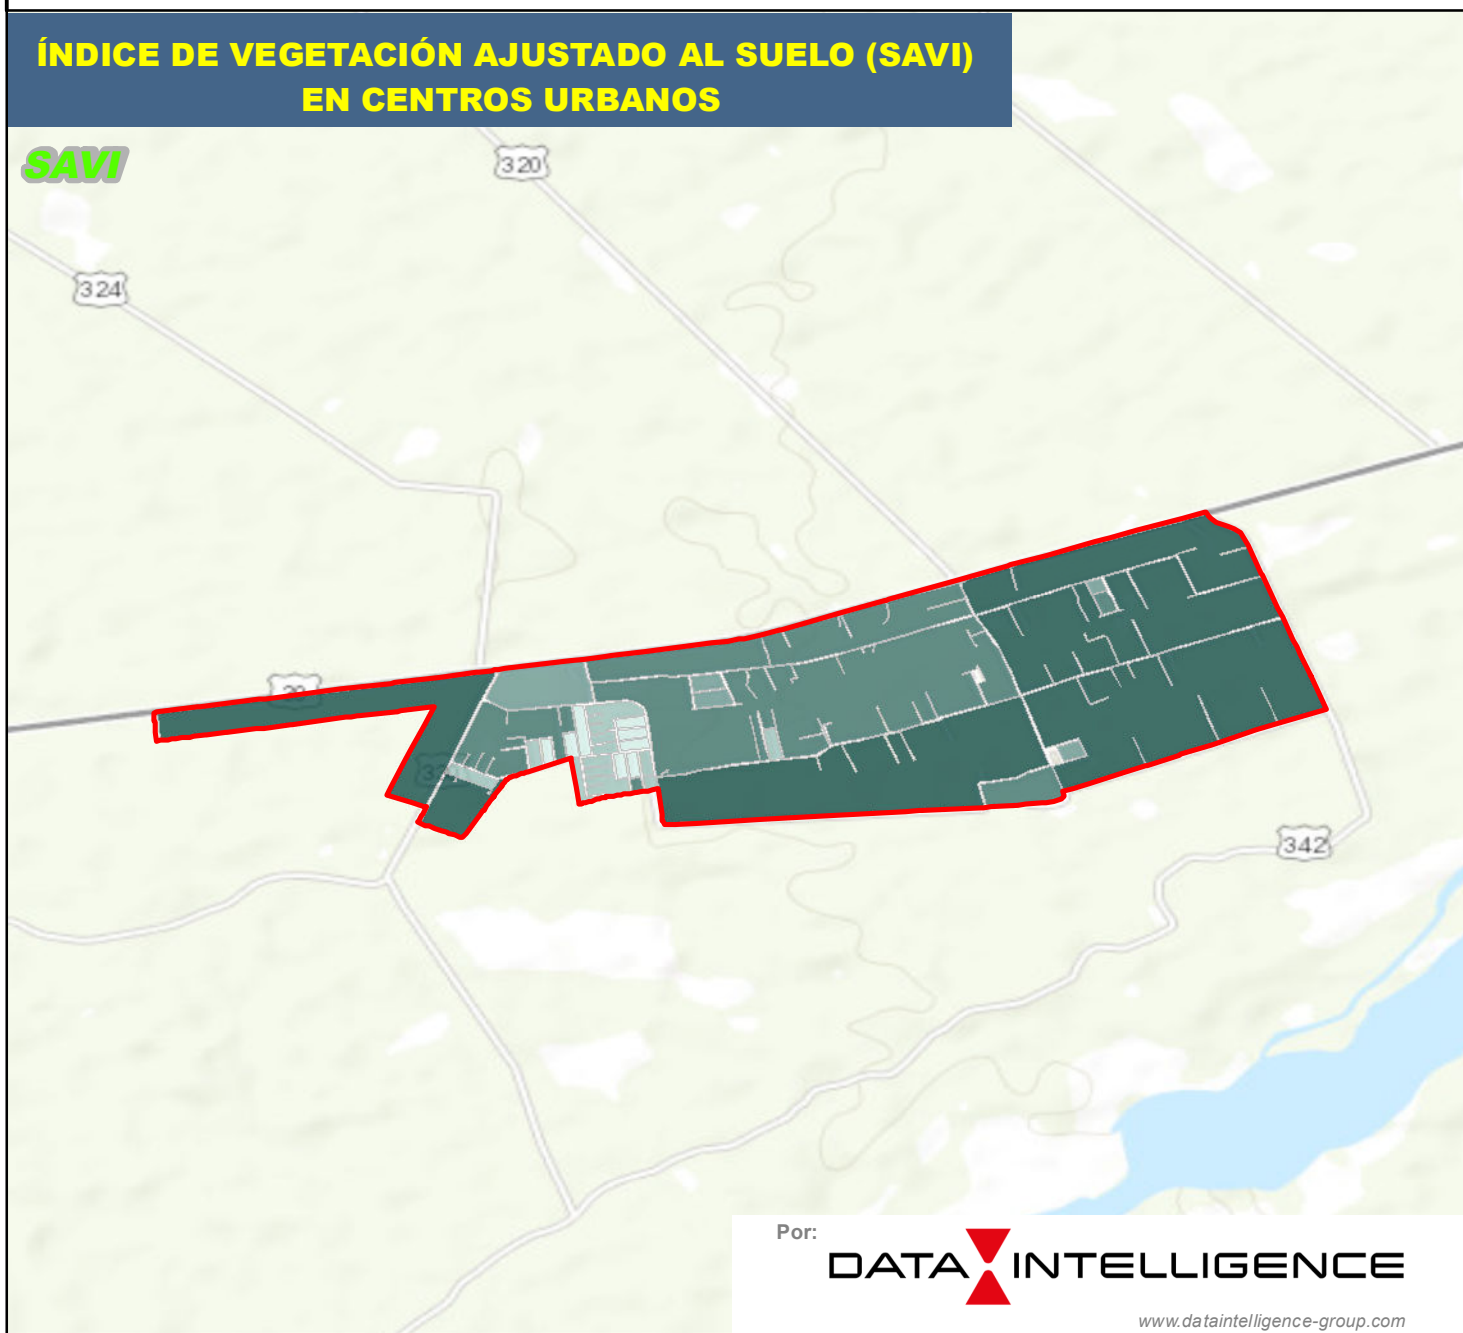 ÍNDICE DE VEGETACIÓN AJUSTADO AL SUELO (SAVI)
EN CENTROS URBANOS
SAVI
320
324
342
Por:
DATA INTELLIGENCE
www.dataintelligence-group.com